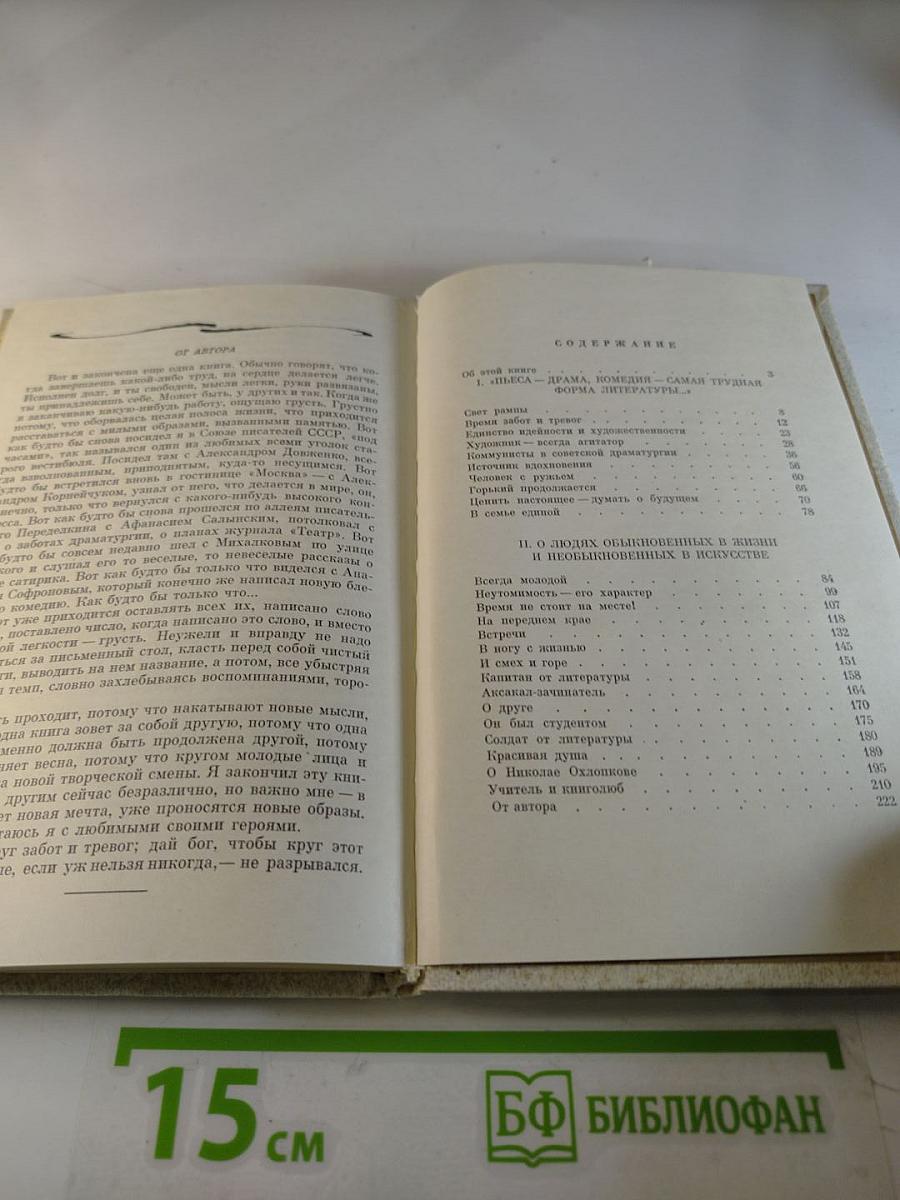 ОТ АВТОРА
Вот и закончена еще одна книга. Обычно говорят, что ко-
гда завершаешь какой-либо труд, на сердце делается легче.
Исполнен долг, и ты свободен, мысли легки, руки развязаны,
ты принадлежишь себе. Может быть, у других и так. Когда же
я заканчиваю какую-нибудь работу, ощущаю грусть. Грустно
потому, что оборвалась целая полоса жизни, что приходится
расставаться с милыми образами, вызванными памятью. Вот
как будто бы снова посидел я в Союзе писателей СССР, «под
часами», так назывался один из любимых всеми уголок ста-
рого вестибюля. Посидел там с Александром Довженко, все-
гда взволнованным, приподнятым, куда-то несущимся. Вот
будто бы встретился вновь в гостинице «Москва» — с Алек-
андром Корнейчуком, узнал от него, что делается в мире, он,
нечно, только что вернулся с какого-нибудь высокого кон-
есса. Вот как будто бы снова прошелся по аллеям писатель-
го Переделкина с Афанасием Салынским, потолковал с
о заботах драматургии, о планах журнала «Театр». Вот
будто бы совсем недавно шел с Михалковым по улице
кого и слушал его то веселые, то невеселые рассказы о
е сатирика. Вот как будто бы только что виделся с Ана-
м Софроновым, который конечно же написал новую бле-
ю комедию. Как будто бы только что...
от уже приходится оставлять всех их, написано слово
, поставлено число, когда написано это слово, и вместо
ой легкости — грусть. Неужели и вправду не надо
ться за письменный стол, класть перед собой чистый
ги, выводить на нем название, а потом, все убыстряя
й темп, словно захлебываясь воспоминаниями, торо-
ть проходит, потому что накатывают новые мысли,
одна книга зовет за собой другую, потому что одна
еменно должна быть продолжена другой, потому
няет весна, потому что кругом молодые лица и
а новой творческой смены. Я закончил эту кни-
другим сейчас безразлично, но важно мне — в
ет новая мечта, уже проносятся новые образы.
таюсь я с любимыми своими героями.
уг забот и тревог; дай бог, чтобы круг этот
ше, если уж нельзя никогда,— не разрывался.
СОДЕРЖАНИЕ
Об этой книге . . . . . . . . . . 3
I. «ПЬЕСА — ДРАМА, КОМЕДИЯ — САМАЯ ТРУДНАЯ
ФОРМА ЛИТЕРАТУРЫ...»
Свет рампы . . . . . . . . . . 8
Время забот и тревог . . . . . . . . 12
Единство идейности и художественности . . . . 23
Художник — всегда агитатор . . . . . . 28
Коммунисты в советской драматургии . . . . 36
Источник вдохновения . . . . . . . 56
Человек с ружьем . . . . . . . . 60
Горький продолжается . . . . . . . 66
Ценить настоящее — думать о будущем . . . . 70
В семье единой . . . . . . . . . 78
II. О ЛЮДЯХ ОБЫКНОВЕННЫХ В ЖИЗНИ
И НЕОБЫКНОВЕННЫХ В ИСКУССТВЕ
Всегда молодой . . . . . . . . . 84
Неутомимость — его характер . . . . . . 99
Время не стоит на месте! . . . . . . . 107
На переднем крае . . . . . . . . 118
Встречи . . . . . . . . . . . 132
В ногу с жизнью . . . . . . . . . 145
И смех и горе . . . . . . . . . 151
Капитан от литературы . . . . . . . 158
Аксакал-зачинатель . . . . . . . . 164
О друге . . . . . . . . . . . 170
Он был студентом . . . . . . . . 175
Солдат от литературы . . . . . . . 180
Красивая душа . . . . . . . . . 189
О Николае Охлопкове . . . . . . . 195
Учитель и книголюб . . . . . . . . 210
От автора . . . . . . . . . . 222
15 см
БФ БИБЛИОФАН